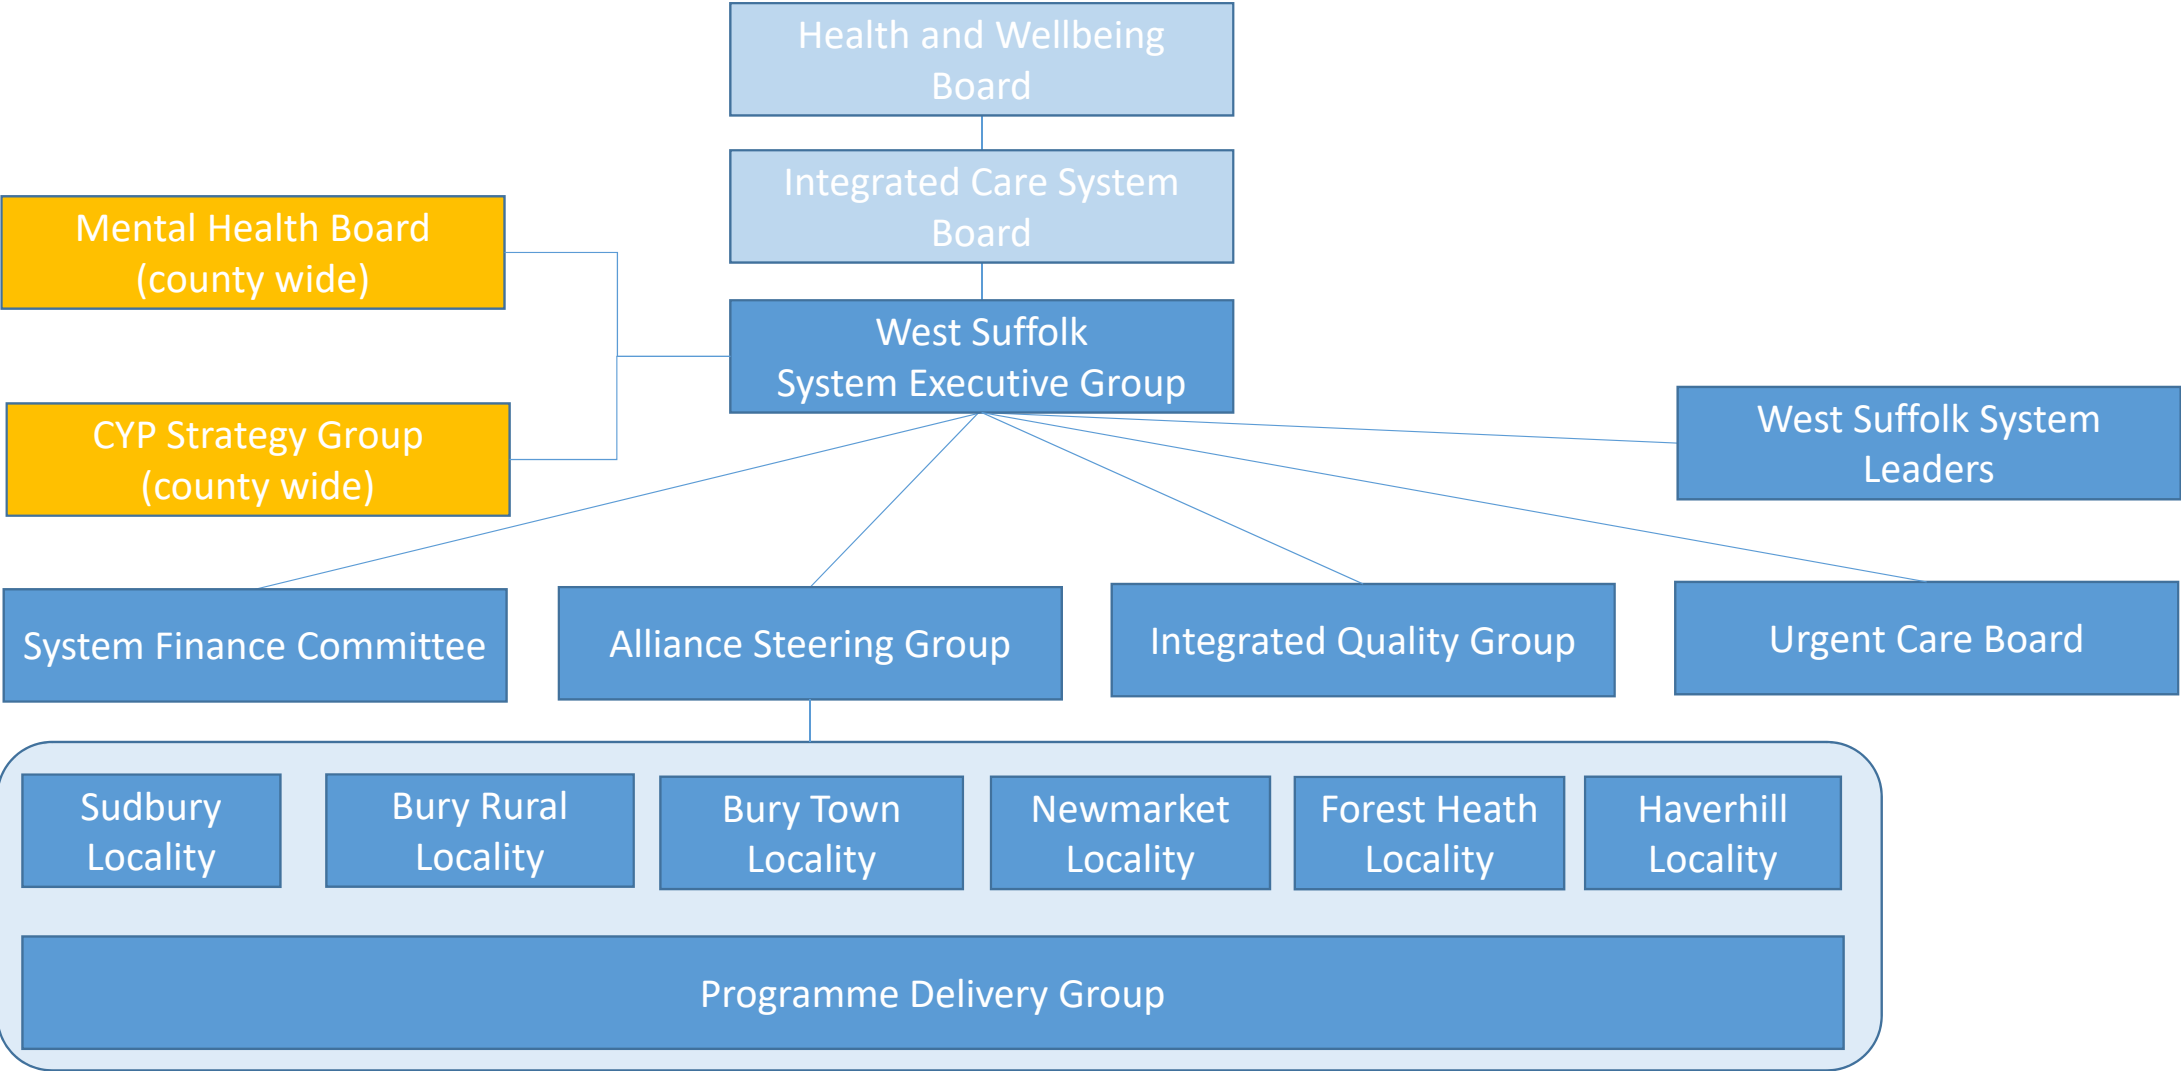 Health and Wellbeing
Board
Integrated Care System
Board
Mental Health Board
(county wide)
West Suffolk
System Executive Group
CYP Strategy Group
(county wide)
West Suffolk System
Leaders
System Finance Committee
Alliance Steering Group
Integrated Quality Group
Urgent Care Board
Sudbury
Locality
Bury Rural
Locality
Bury Town
Locality
Newmarket
Locality
Forest Heath
Locality
Haverhill
Locality
Programme Delivery Group